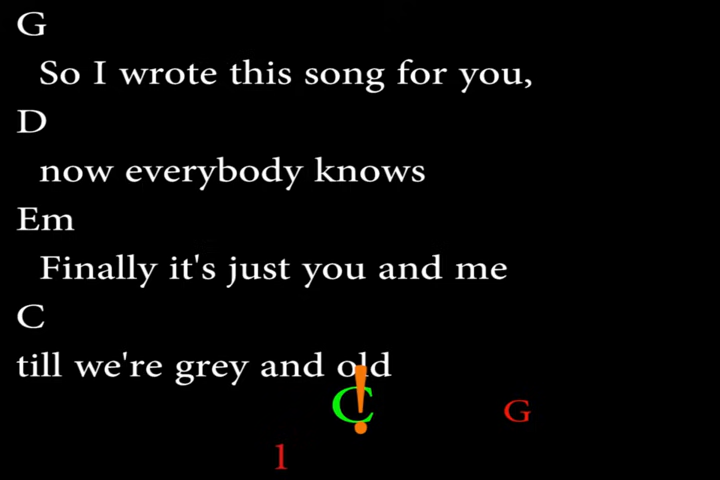 G
So I wrote this song for you,
D
now everybody knows
Em
Finally it's just you and me
C
till we're grey and old
C ! G
1